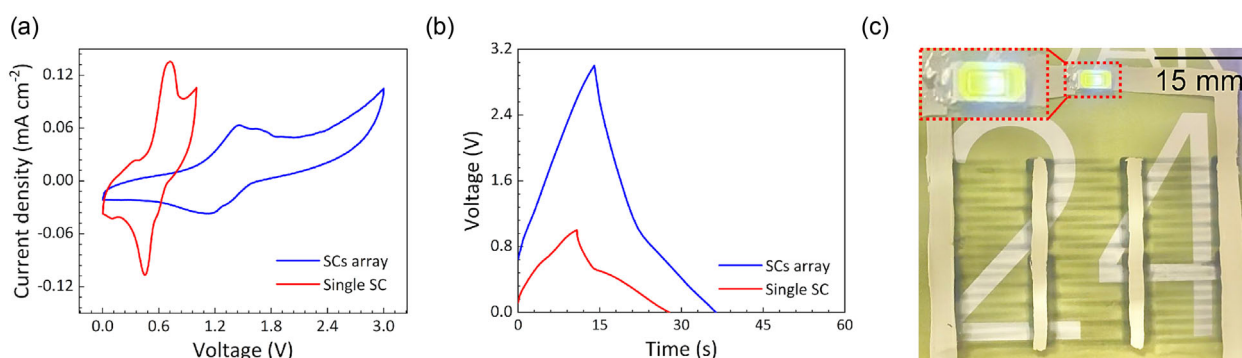 (a)
0.12
0.06
0.00
-0.06
-0.12
Current density (mA cm⁻²)
SCs array
Single SC
0.0 0.6 1.2 1.8 2.4 3.0
Voltage (V)
(b)
3.2
2.4
1.6
0.8
0.0
Voltage (V)
SCs array
Single SC
0 15 30 45 60
Time (s)
(c)
15 mm
24